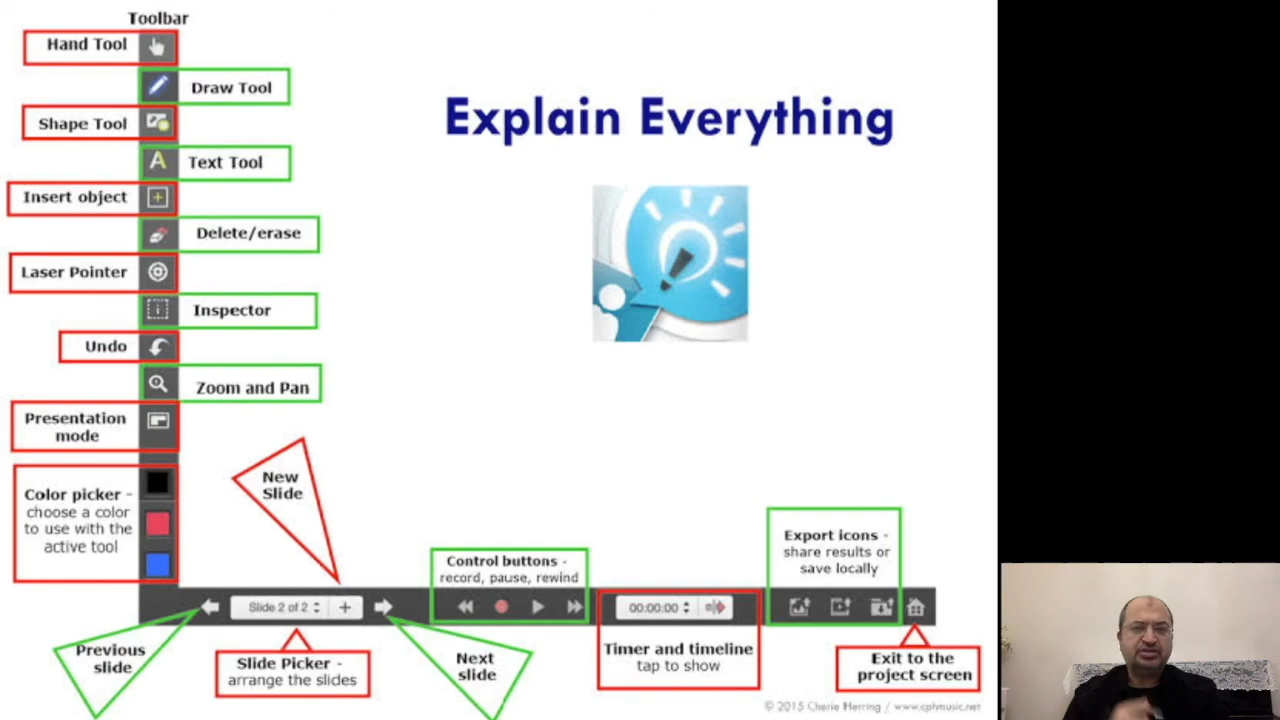 Toolbar
Hand Tool
Draw Tool
Shape Tool
A
Text Tool
Insert object
Delete/erase
Laser Pointer
Inspector
Undo
Zoom and Pan
Presentation
mode
Color picker -
choose a color
to use with the
active tool
Explain Everything
New
Slide
Control buttons -
record, pause, rewind
Export icons -
share results or
save locally
Slide 2 of 2
+
00:00:00
Previous
slide
Slide Picker -
arrange the slides
Next
slide
Timer and timeline
tap to show
Exit to the
project screen
© 2015 Cherie Herring / www.cphmusic.net